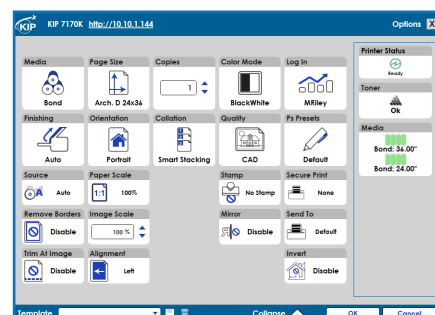 KIP KIP 7170K http://10.10.1.144 Options X
Media Page Size Copies Color Mode Log In
1
Bond Arch. D 24x36 BlackWhite MRiley
Finishing Orientation Collation Quality Ps Presets
Auto Portrait Smart Stacking CAD Default
Source Paper Scale Stamp Secure Print
A Auto 1:1 100% No Stamp None
Remove Borders Image Scale Mirror Send To
Disable 100 % Disable Default
Trim At Image Alignment Invert
Disable Left Disable
Printer Status
Ready
Toner
Ok
Media
Bond: 36.00"
Bond: 24.00"
Template Collapse OK Cancel